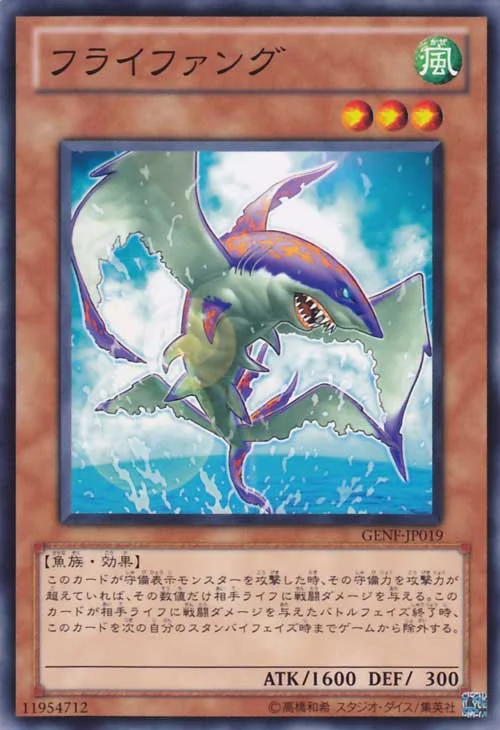 フライファング
風
GENF-JP019
【魚族・効果】
このカードが守備表示モンスターを攻撃した時、その守備力を攻撃力が
超えていれば、その数値だけ相手ライフに戦闘ダメージを与える。この
カードが相手ライフに戦闘ダメージを与えたバトルフェイズ終了時、
このカードを次の自分のスタンバイフェイズ時までゲームから除外する。
ATK/1600 DEF/ 300
11954712
©高橋和希 スタジオ・ダイス/集英社